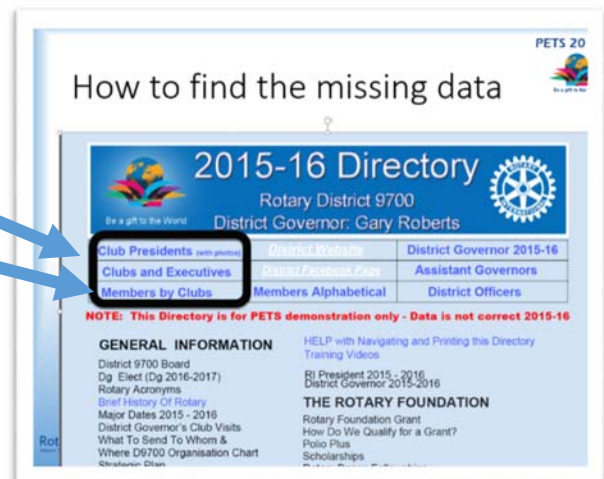 PETS 20
How to find the missing data
2015-16 Directory
Rotary District 9700
Be a gift to the World
District Governor: Gary Roberts
Club Presidents (with photos) District Website District Governor 2015-16
Clubs and Executives District Facebook Page Assistant Governors
Members by Clubs Members Alphabetical District Officers
NOTE: This Directory is for PETS demonstration only - Data is not correct 2015-16
GENERAL INFORMATION
District 9700 Board
Dg Elect (Dg 2016-2017)
Rotary Acronyms
Brief History Of Rotary
Major Dates 2015 - 2016
District Governor's Club Visits
What To Send To Whom &
Where D9700 Organisation Chart
Strategic Plan
HELP with Navigating and Printing this Directory
Training Videos
RI President 2015 - 2016
District Governor 2015-2016
THE ROTARY FOUNDATION
Rotary Foundation Grant
How Do We Qualify for a Grant?
Polio Plus
Scholarships
Rot